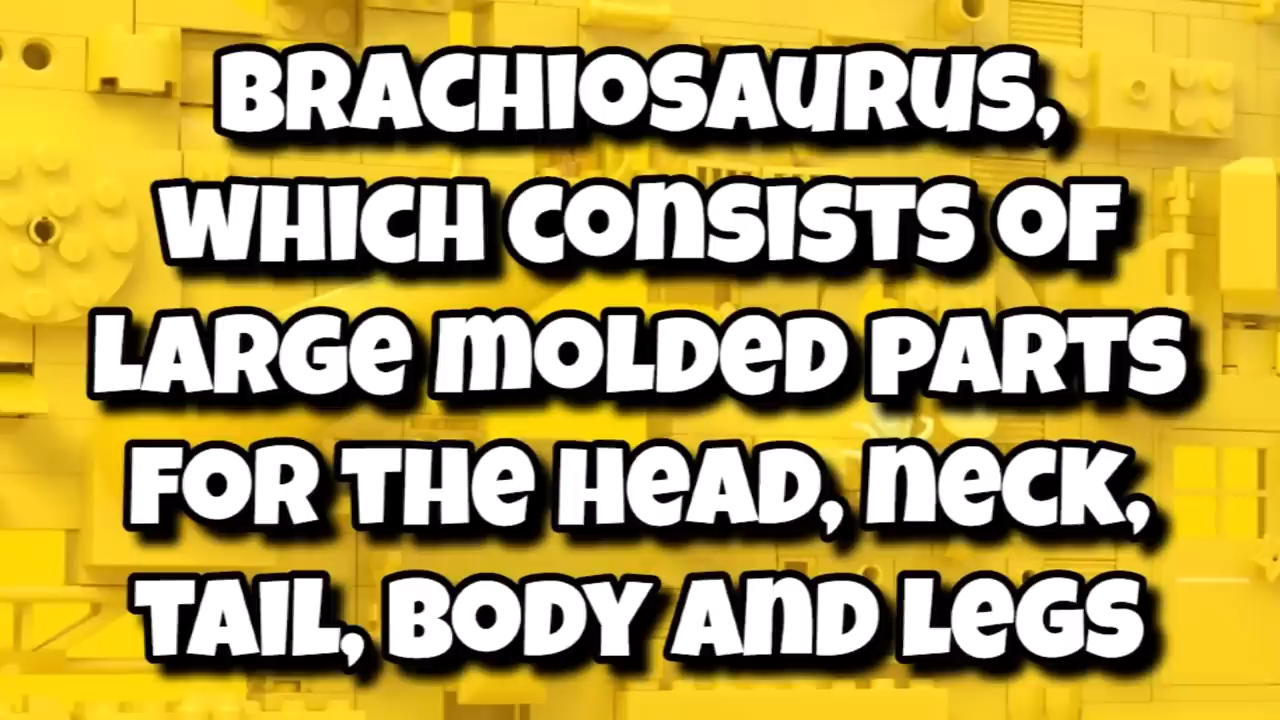 BRACHIOSAURUS,
WHICH CONSISTS OF
LARGE MOLDED PARTS
FOR THE HEAD, NECK,
TAIL, BODY AND LEGS